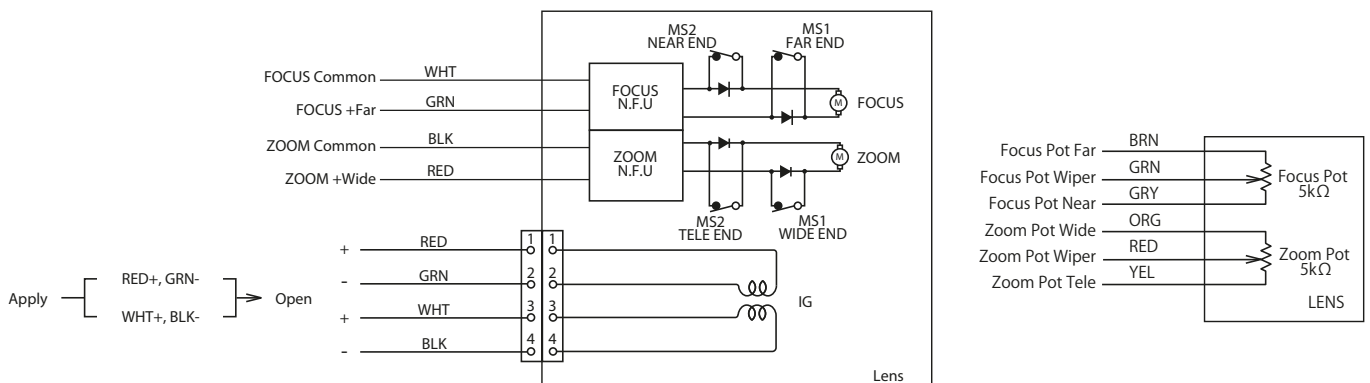 MS2
NEAR END
MS1
FAR END
FOCUS Common
WHT
FOCUS +Far
GRN
FOCUS
N.F.U
M
FOCUS
ZOOM Common
BLK
ZOOM +Wide
RED
ZOOM
N.F.U
M
ZOOM
MS2
TELE END
MS1
WIDE END
+
RED
1
1
-
GRN
2
2
+
WHT
3
3
-
BLK
4
4
IG
Lens
Apply
RED+, GRN-
WHT+, BLK-
Open
Focus Pot Far
BRN
Focus Pot Wiper
GRN
Focus Pot Near
GRY
Zoom Pot Wide
ORG
Zoom Pot Wiper
RED
Zoom Pot Tele
YEL
Focus Pot
5kΩ
Zoom Pot
5kΩ
LENS